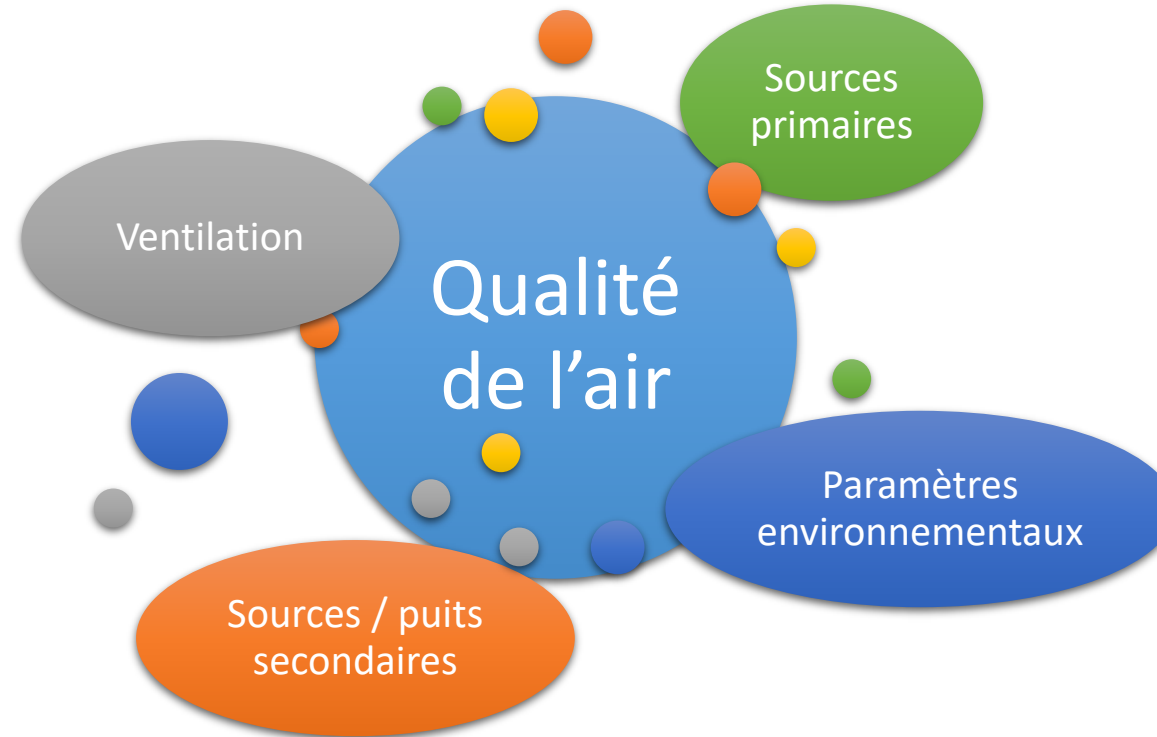 Sources
primaires
Ventilation
Qualité
de l’air
Paramètres
environnementaux
Sources / puits
secondaires